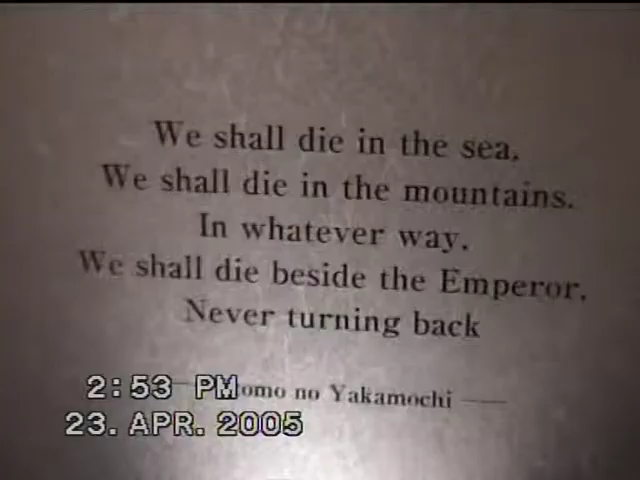 We shall die in the sea,
We shall die in the mountains.
In whatever way,
We shall die beside the Emperor,
Never turning back
no Yakamochi
2:53 PM
23. APR. 2005